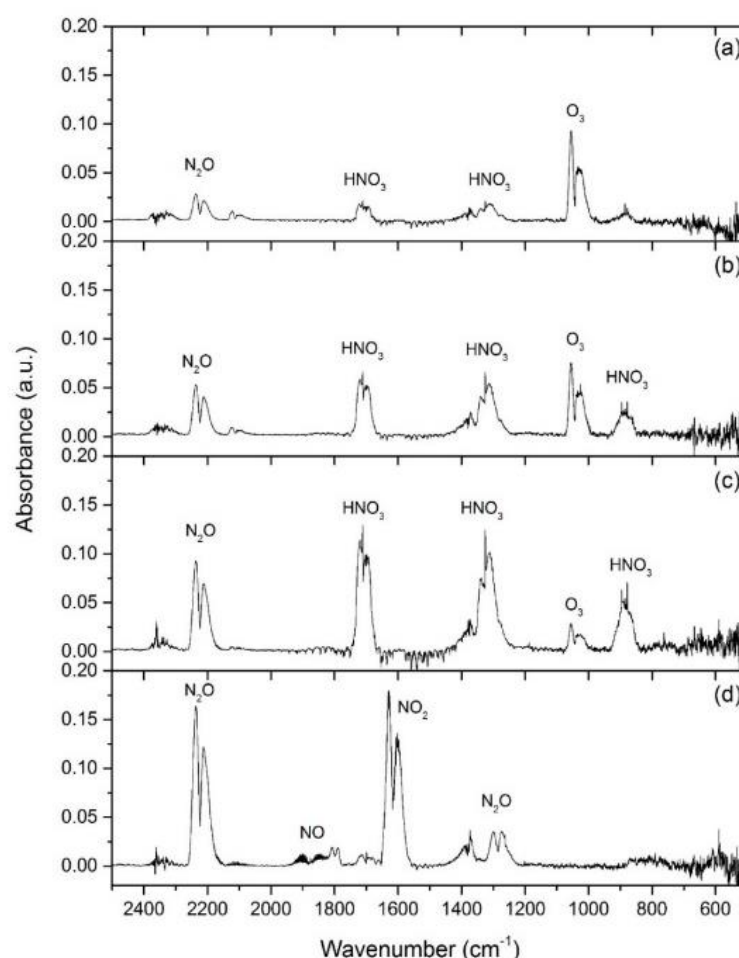 Absorbance (a.u.)
0.20
(a)
0.15
O₃
0.10
N₂O
HNO₃
HNO₃
0.05
0.00
0.20
(b)
0.15
HNO₃
HNO₃
O₃
0.10
N₂O
HNO₃
0.05
0.00
0.20
(c)
0.15
HNO₃
HNO₃
N₂O
0.10
HNO₃
O₃
0.05
0.00
0.20
N₂O
(d)
NO₂
0.15
0.10
N₂O
NO
0.05
0.00
2400 2200 2000 1800 1600 1400 1200 1000 800 600
Wavenumber (cm⁻¹)